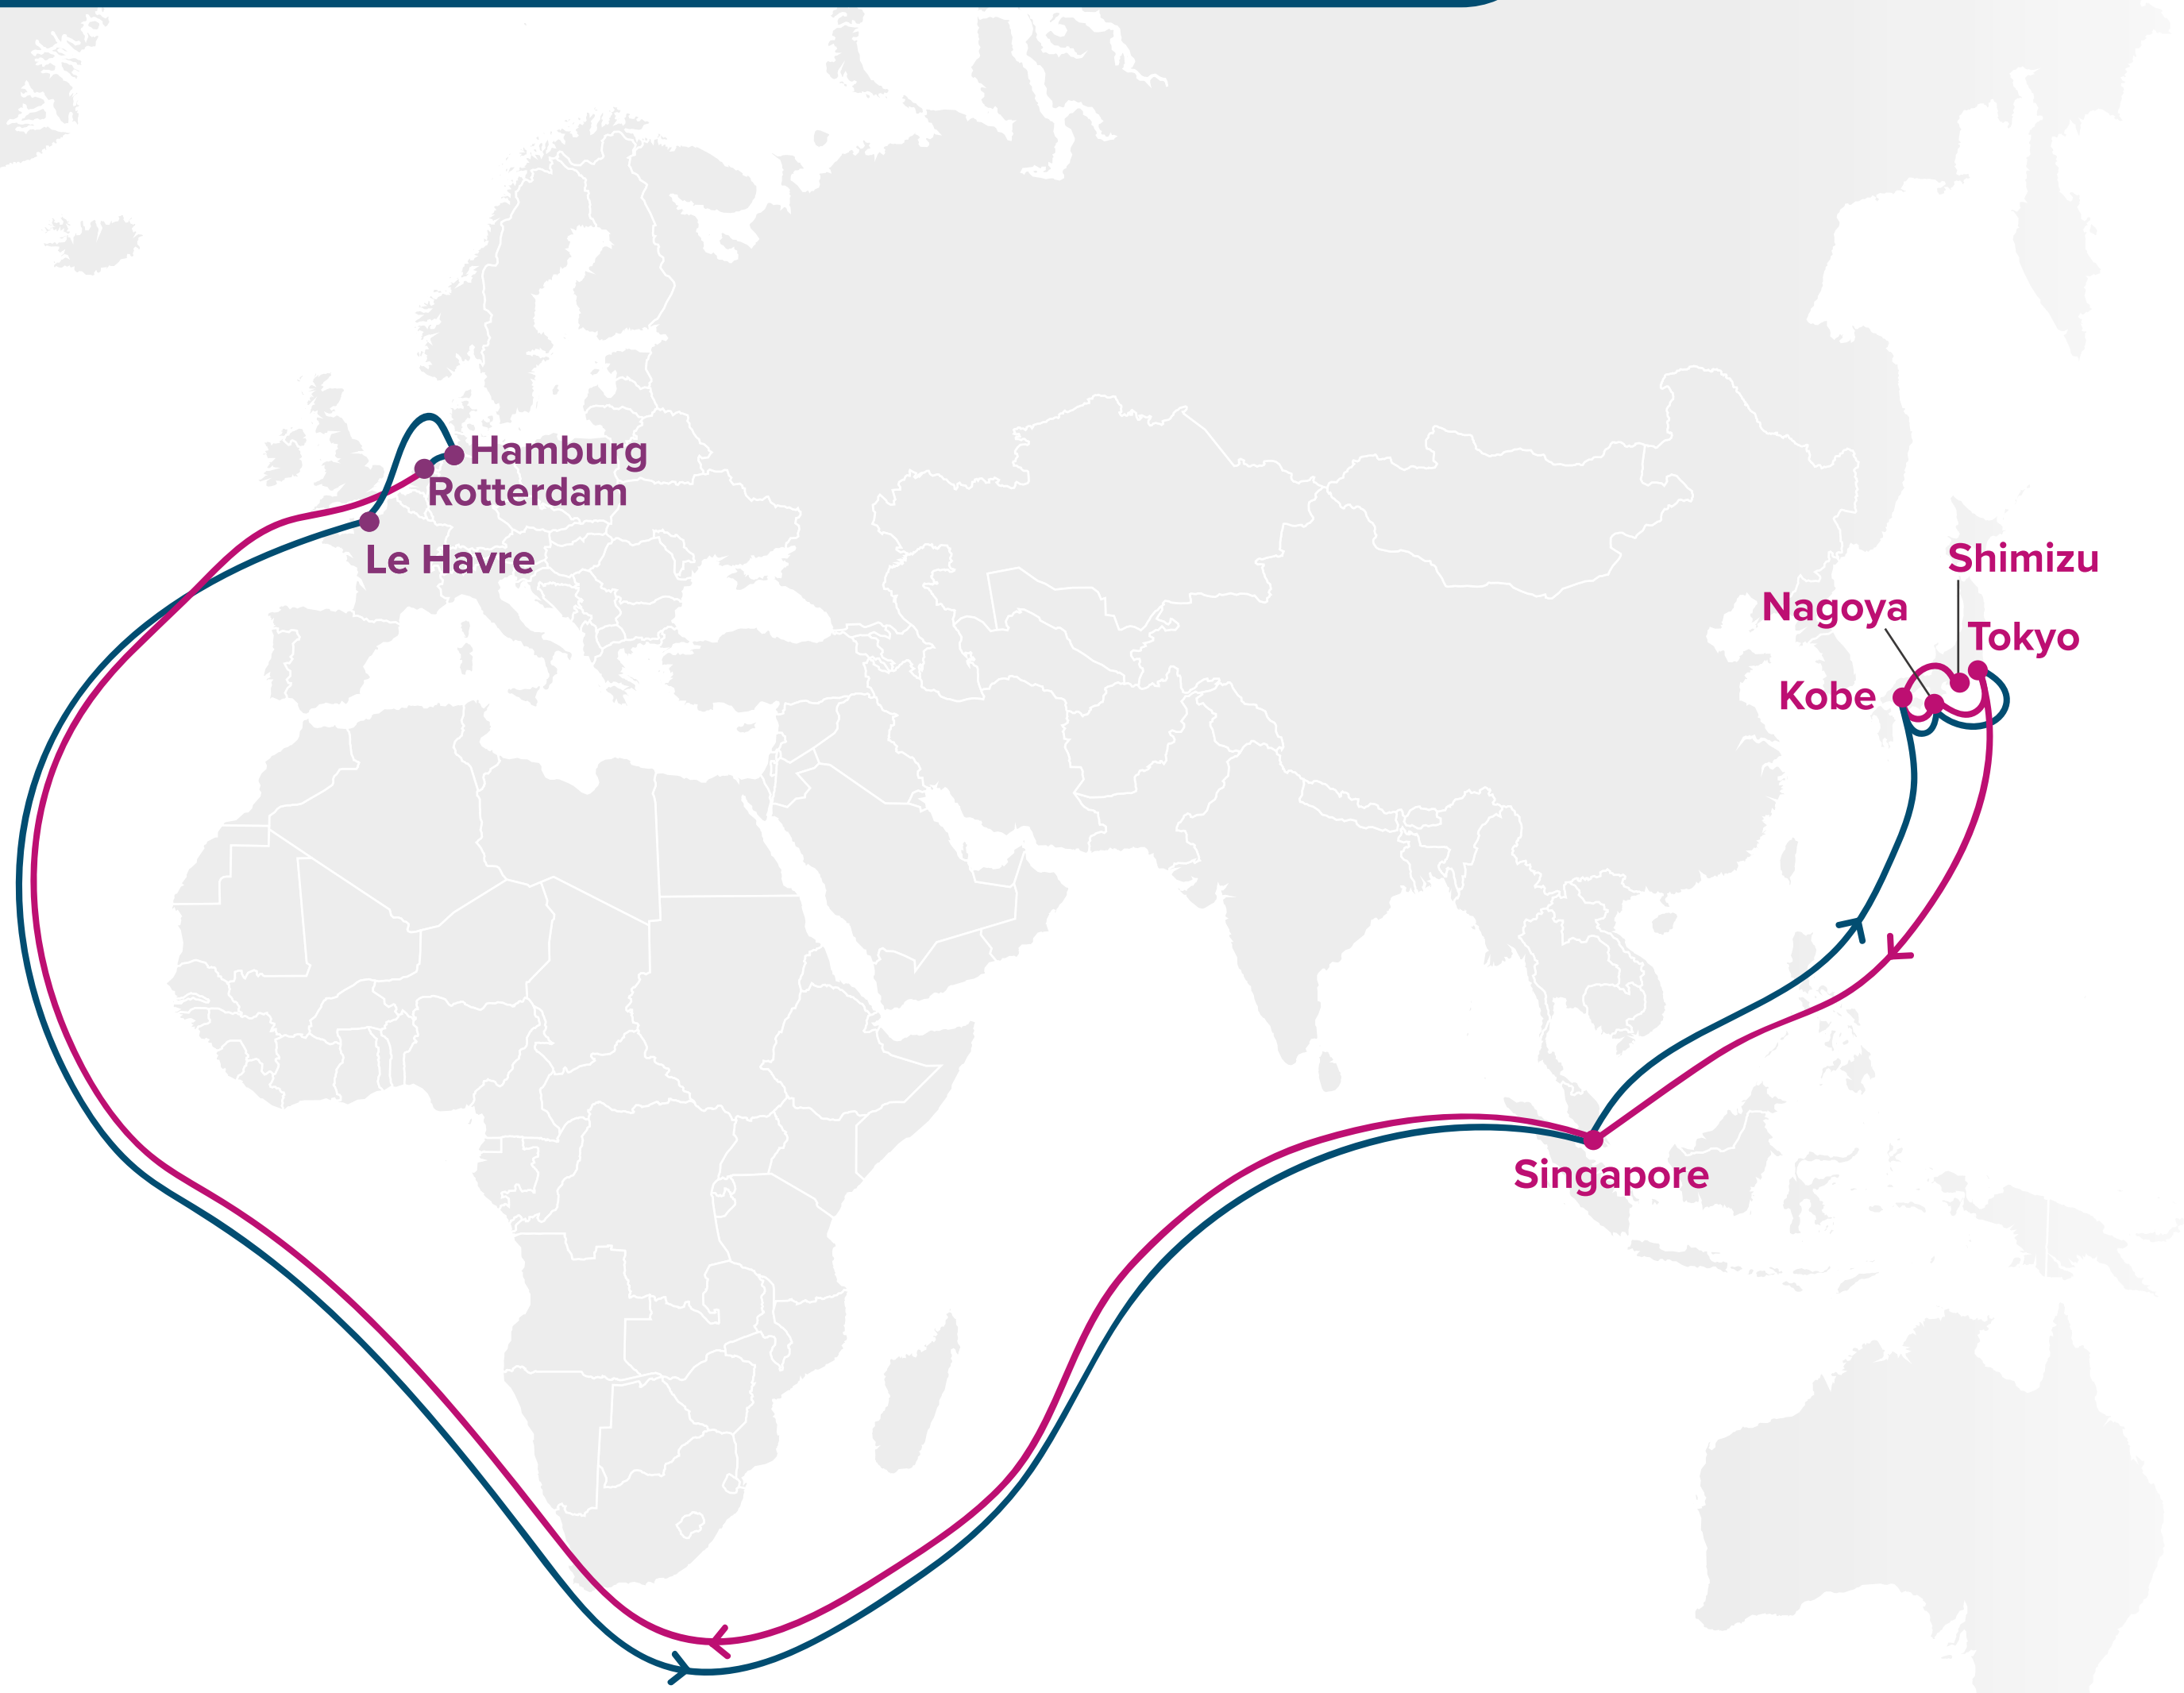 Hamburg
Rotterdam
Le Havre
Shimizu
Nagoya
Tokyo
Kobe
Singapore